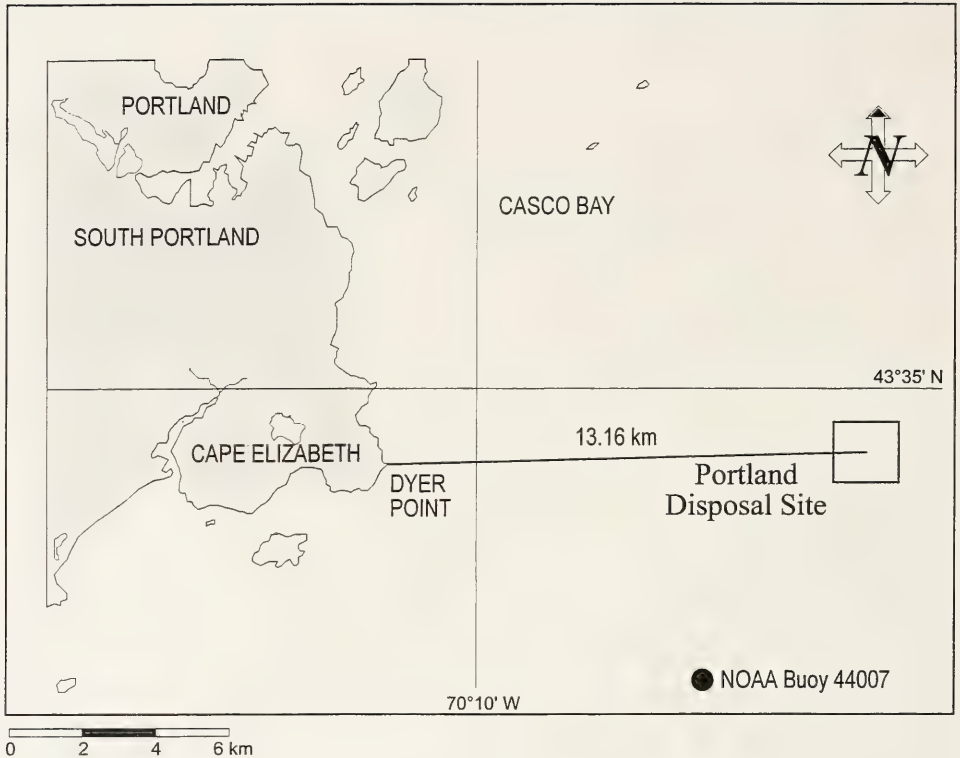 PORTLAND
SOUTH PORTLAND
CASCO BAY
N
43°35' N
13.16 km
CAPE ELIZABETH
DYER
POINT
Portland
Disposal Site
NOAA Buoy 44007
70°10' W
0 2 4 6 km